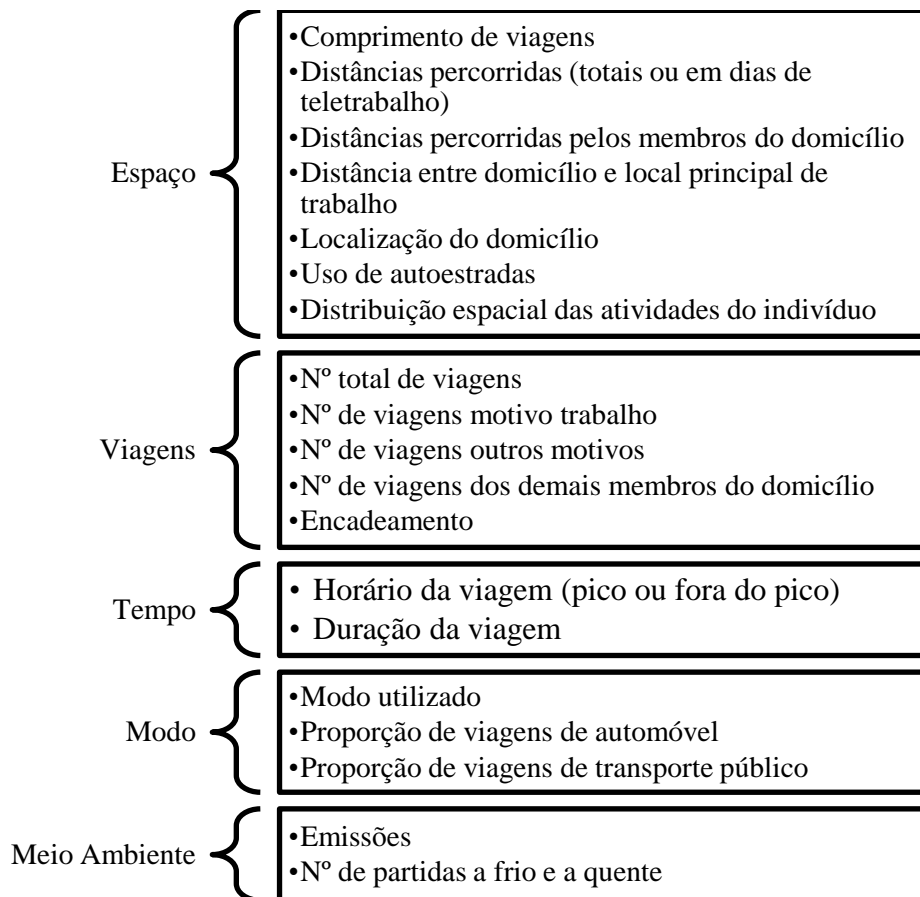 Espaço
•Comprimento de viagens
•Distâncias percorridas (totais ou em dias de
teletrabalho)
•Distâncias percorridas pelos membros do domicílio
•Distância entre domicílio e local principal de
trabalho
•Localização do domicílio
•Uso de autoestradas
•Distribuição espacial das atividades do indivíduo
Viagens
•Nº total de viagens
•Nº de viagens motivo trabalho
•Nº de viagens outros motivos
•Nº de viagens dos demais membros do domicílio
•Encadeamento
Tempo
• Horário da viagem (pico ou fora do pico)
• Duração da viagem
Modo
•Modo utilizado
•Proporção de viagens de automóvel
•Proporção de viagens de transporte público
Meio Ambiente
•Emissões
•Nº de partidas a frio e a quente